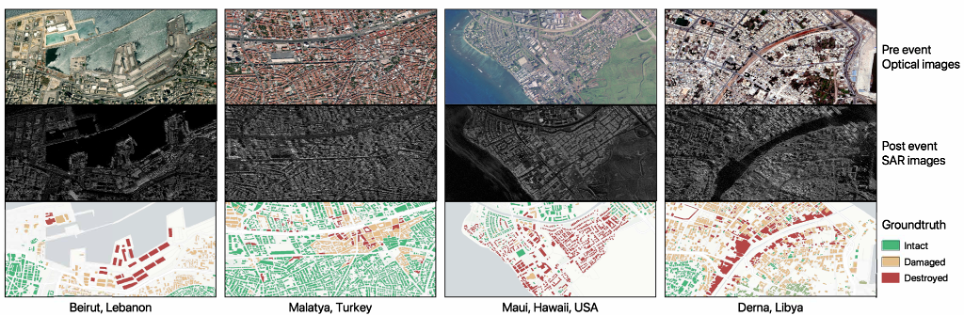 Pre event
Optical images
Post event
SAR images
Groundtruth
Intact
Damaged
Destroyed
Beirut, Lebanon
Malatya, Turkey
Maui, Hawaii, USA
Derna, Libya